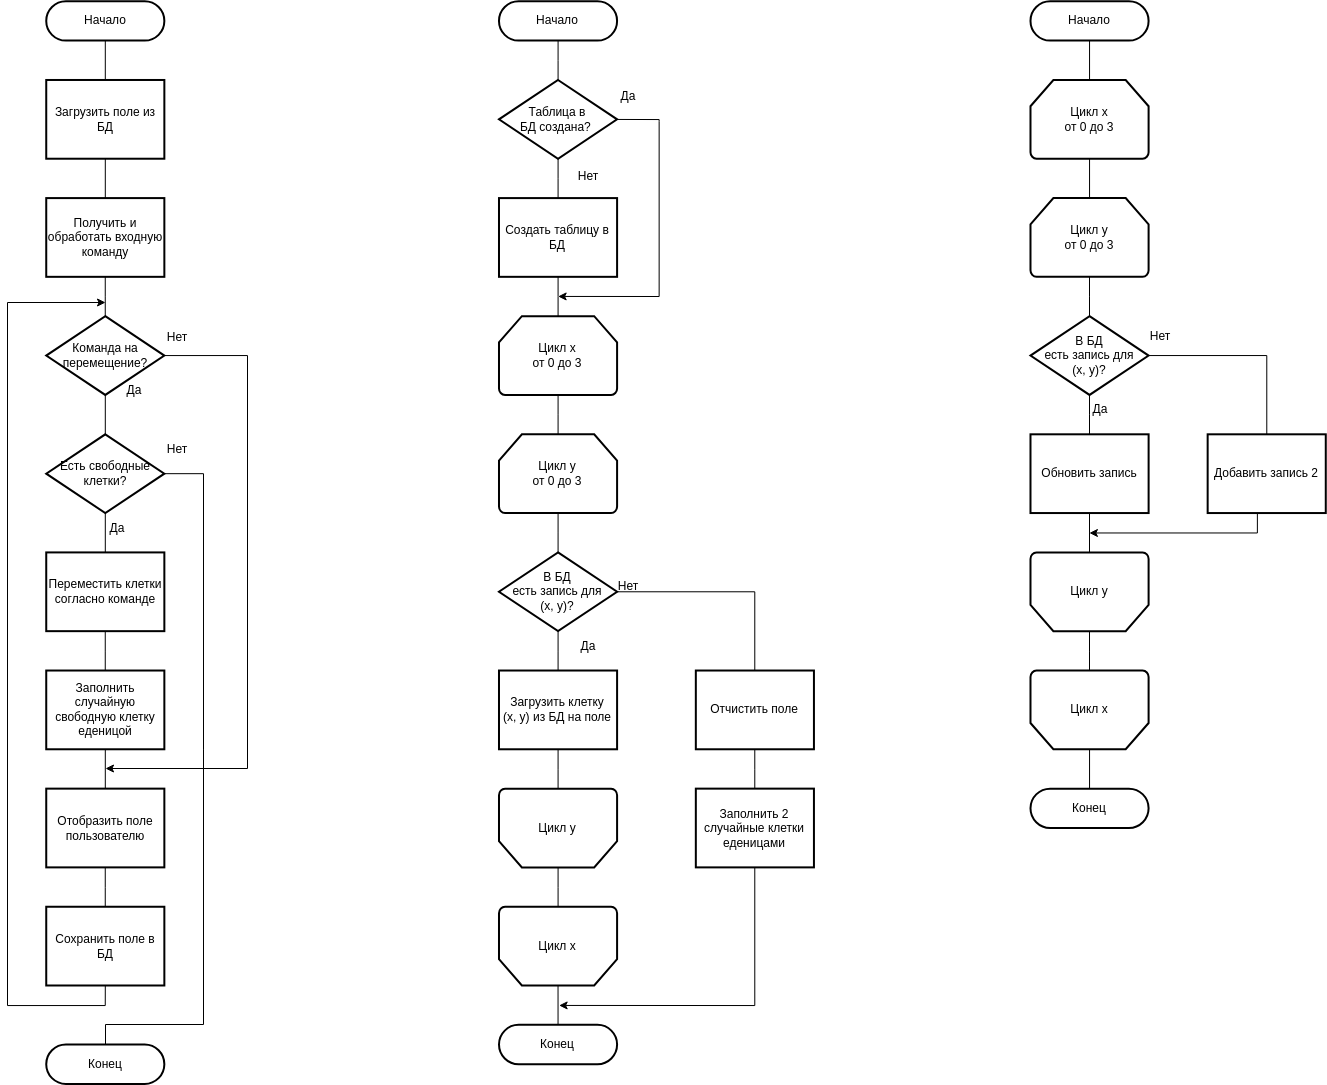 Начало
Загрузить поле из
БД
Получить и
обработать входную
команду
Команда на
перемещение?
Нет
Да
Есть свободные
клетки?
Нет
Да
Переместить клетки
согласно команде
Заполнить
случайную
свободную клетку
еденицой
Отобразить поле
пользователю
Сохранить поле в
БД
Конец
Начало
Таблица в
БД создана?
Да
Нет
Создать таблицу в
БД
Цикл x
от 0 до 3
Цикл y
от 0 до 3
В БД
есть запись для
(x, y)?
Нет
Да
Загрузить клетку
(x, y) из БД на поле
Отчистить поле
Цикл y
Заполнить 2
случайные клетки
еденицами
Цикл x
Конец
Начало
Цикл x
от 0 до 3
Цикл y
от 0 до 3
В БД
есть запись для
(x, y)?
Нет
Да
Обновить запись
Добавить запись 2
Цикл y
Цикл x
Конец